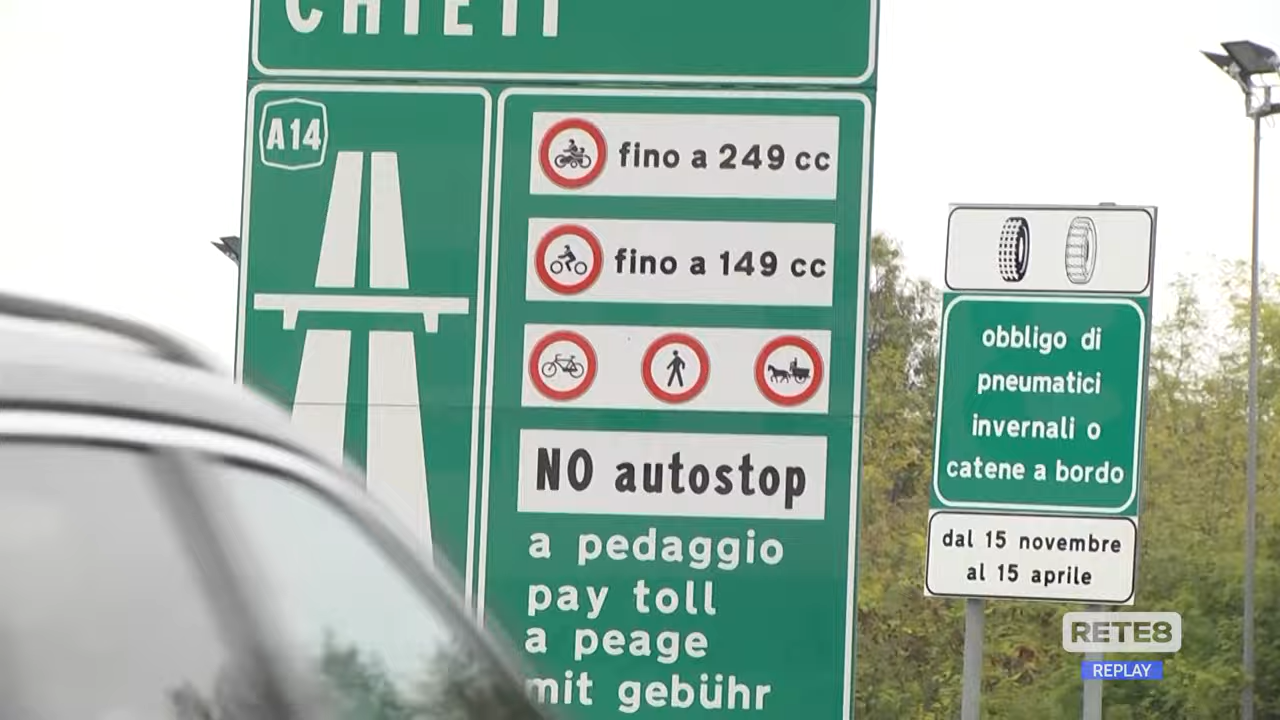 CHIETI
A14
fino a 249 cc
fino a 149 cc
NO autostop
a pedaggio
pay toll
a peage
mit gebühr
obbligo di
pneumatici
invernali o
catene a bordo
dal 15 novembre
al 15 aprile
RETE8
REPLAY